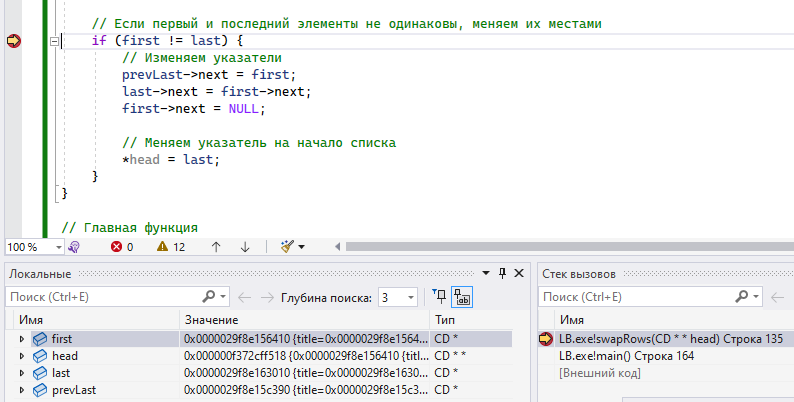 // Если первый и последний элементы не одинаковы, меняем их местами
if (first != last) {
// Изменяем указатели
prevLast->next = first;
last->next = first->next;
first->next = NULL;
// Меняем указатель на начало списка
*head = last;
}
}
// Главная функция
100 % 0 12
Локальные
Поиск (Ctrl+E) Глубина поиска: 3
Имя Значение Тип
first 0x0000029f8e156410 {title=0x0000029f8e1564... CD *
head 0x000000f372cff518 {0x0000029f8e156410 {titl... CD * *
last 0x0000029f8e163010 {title=0x0000029f8e1630... CD *
prevLast 0x0000029f8e15c390 {title=0x0000029f8e15c3... CD *
Стек вызовов
Поиск (Ctrl+E)
Имя
LB.exe!swapRows(CD * * head) Строка 135
LB.exe!main() Строка 164
[Внешний код]